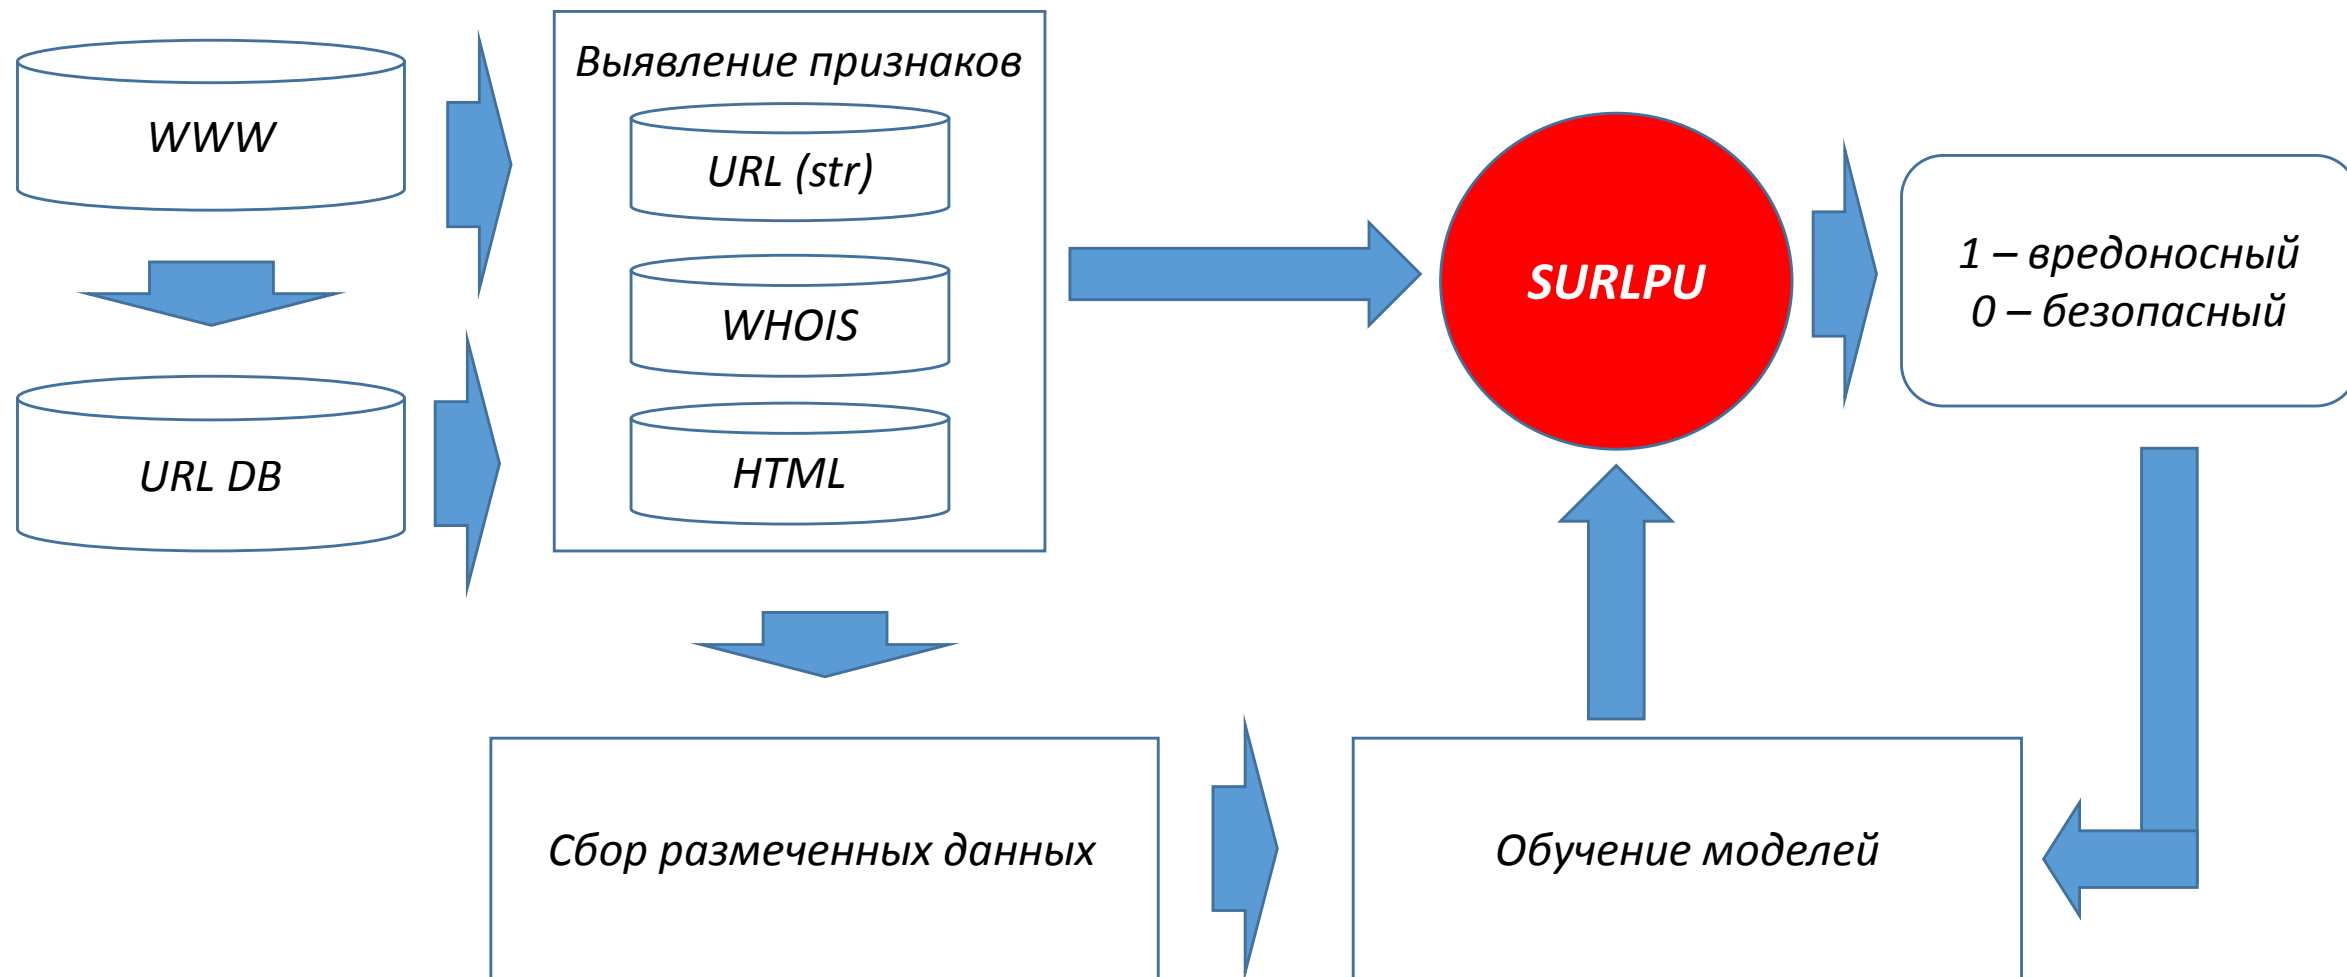 WWW
URL DB
Выявление признаков
URL (str)
WHOIS
HTML
SURLPU
1 – вредоносный
0 – безопасный
Сбор размеченных данных
Обучение моделей